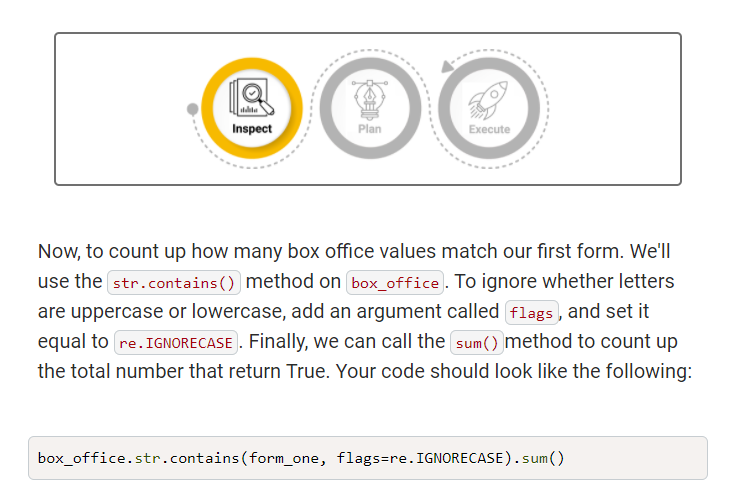 Inspect
Plan
Execute
Now, to count up how many box office values match our first form. We'll
use the str.contains() method on box_office. To ignore whether letters
are uppercase or lowercase, add an argument called flags, and set it
equal to re.IGNORECASE. Finally, we can call the sum() method to count up
the total number that return True. Your code should look like the following:
box_office.str.contains(form_one, flags=re.IGNORECASE).sum()